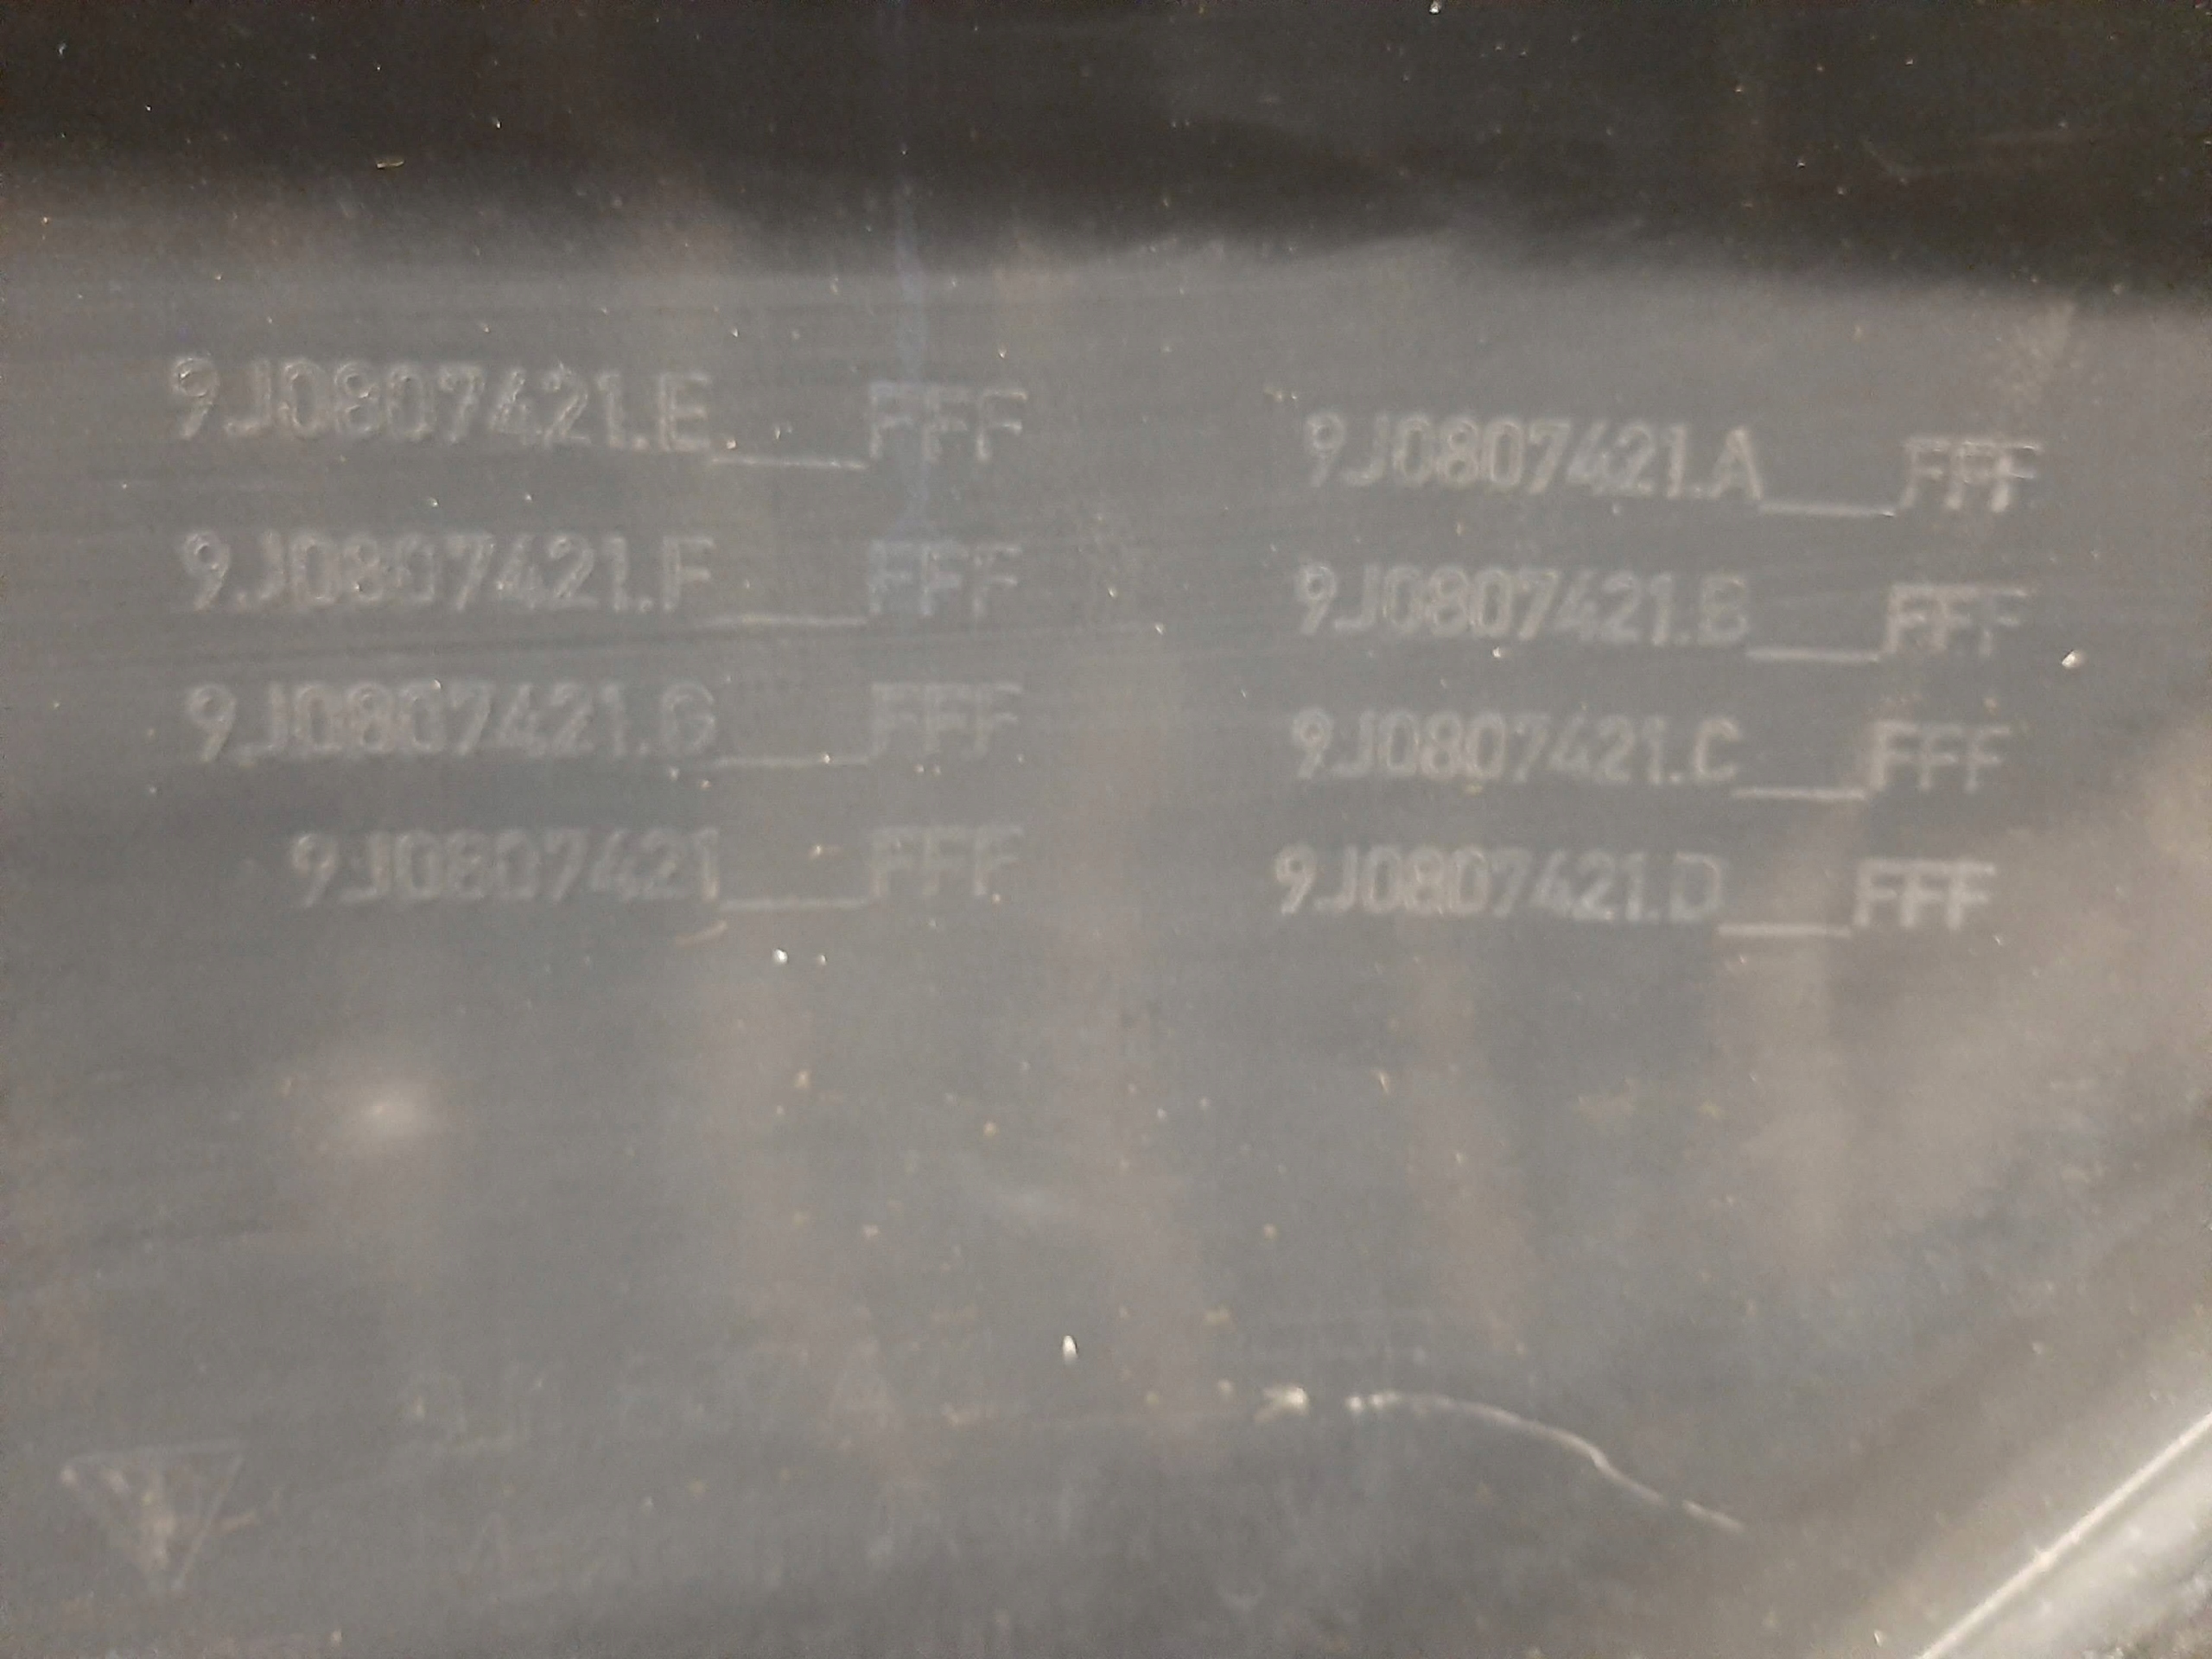 9J0807421.E___FFF
9J0807421.F___FFF
9J0807421.G___FFF
9J0807421___FFF
9J0807421.A___FFF
9J0807421.B___FFF
9J0807421.C___FFF
9J0807421.D___FFF